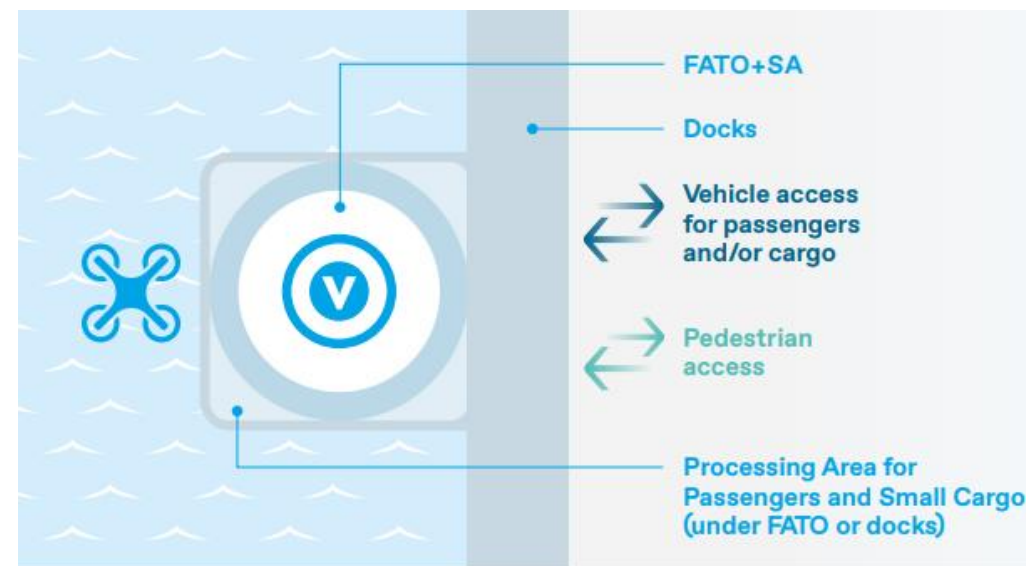 FATO+SA
Docks
Vehicle access
for passengers
and/or cargo
V
Pedestrian
access
Processing Area for
Passengers and Small Cargo
(under FATO or docks)